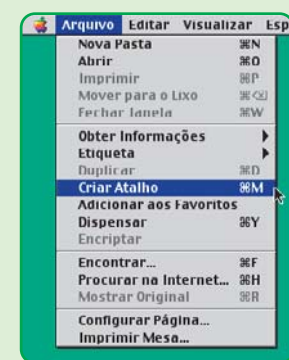 Arquivo Editar Visualizar Esp
Nova Pasta ⌘N
Abrir ⌘O
Imprimir ⌘P
Mover para o Lixo ⌘⌫
Fechar Janela ⌘W
Obter Informações
Etiqueta
Duplicar ⌘D
Criar Atalho ⌘M
Adicionar aos Favoritos
Dispensar ⌘Y
Encriptar
Encontrar... ⌘F
Procurar na Internet... ⌘H
Mostrar Original ⌘R
Configurar Página...
Imprimir Mesa...